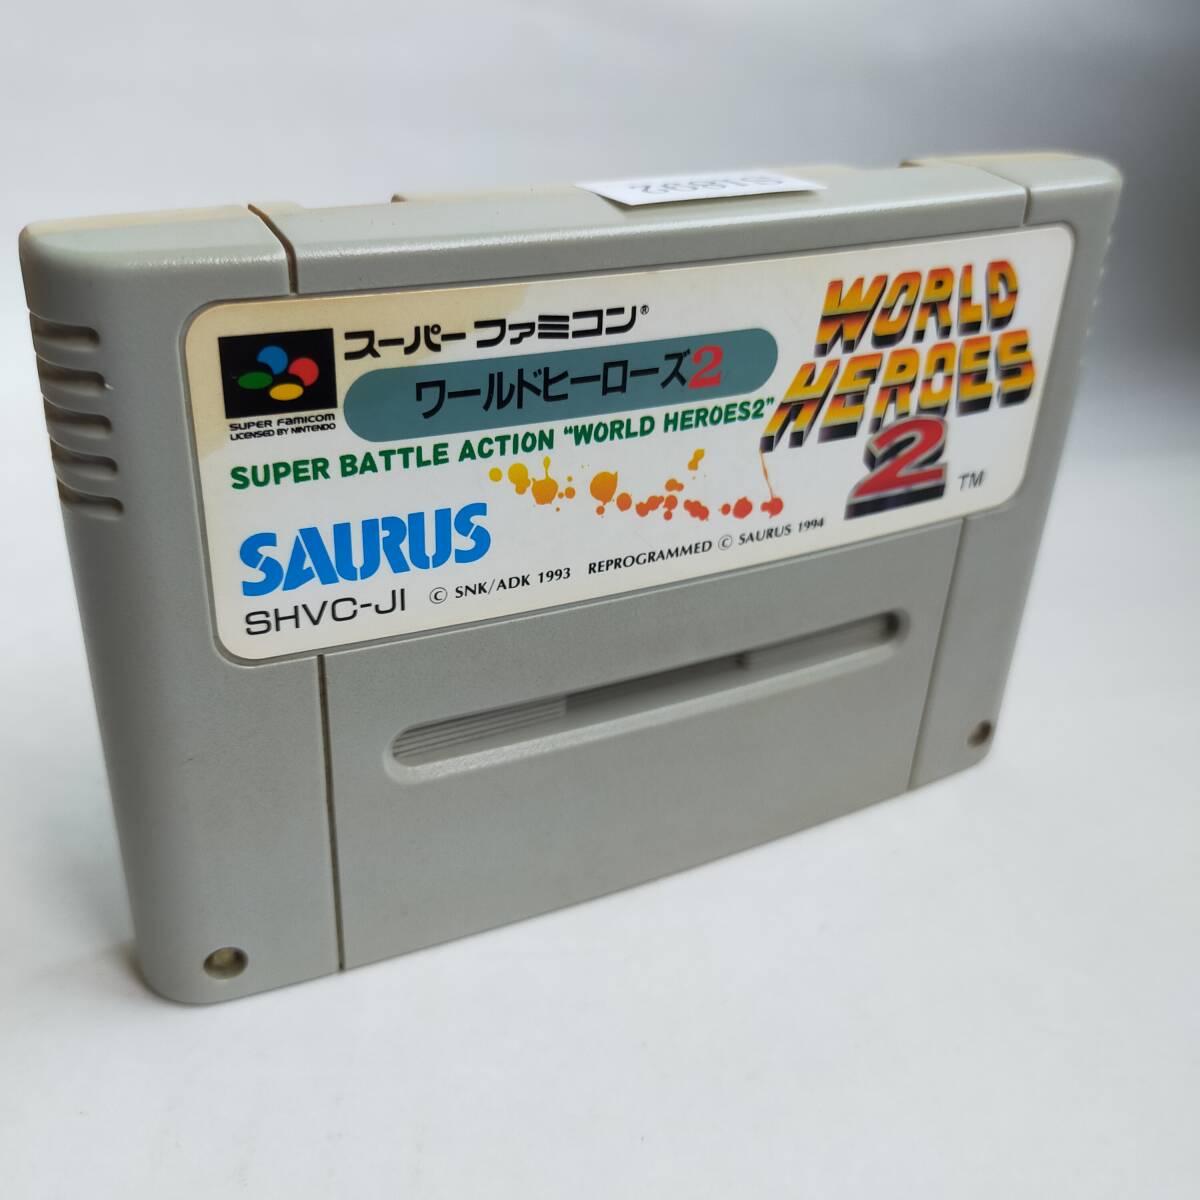 スーパーファミコン®
SUPER FAMICOM
LICENSED BY NINTENDO
ワールドヒーローズ2
SUPER BATTLE ACTION "WORLD HEROES2"
WORLD
HEROES
2 TM
SAURUS
SHVC-JI
© SNK/ADK 1993 REPROGRAMMED © SAURUS 1994